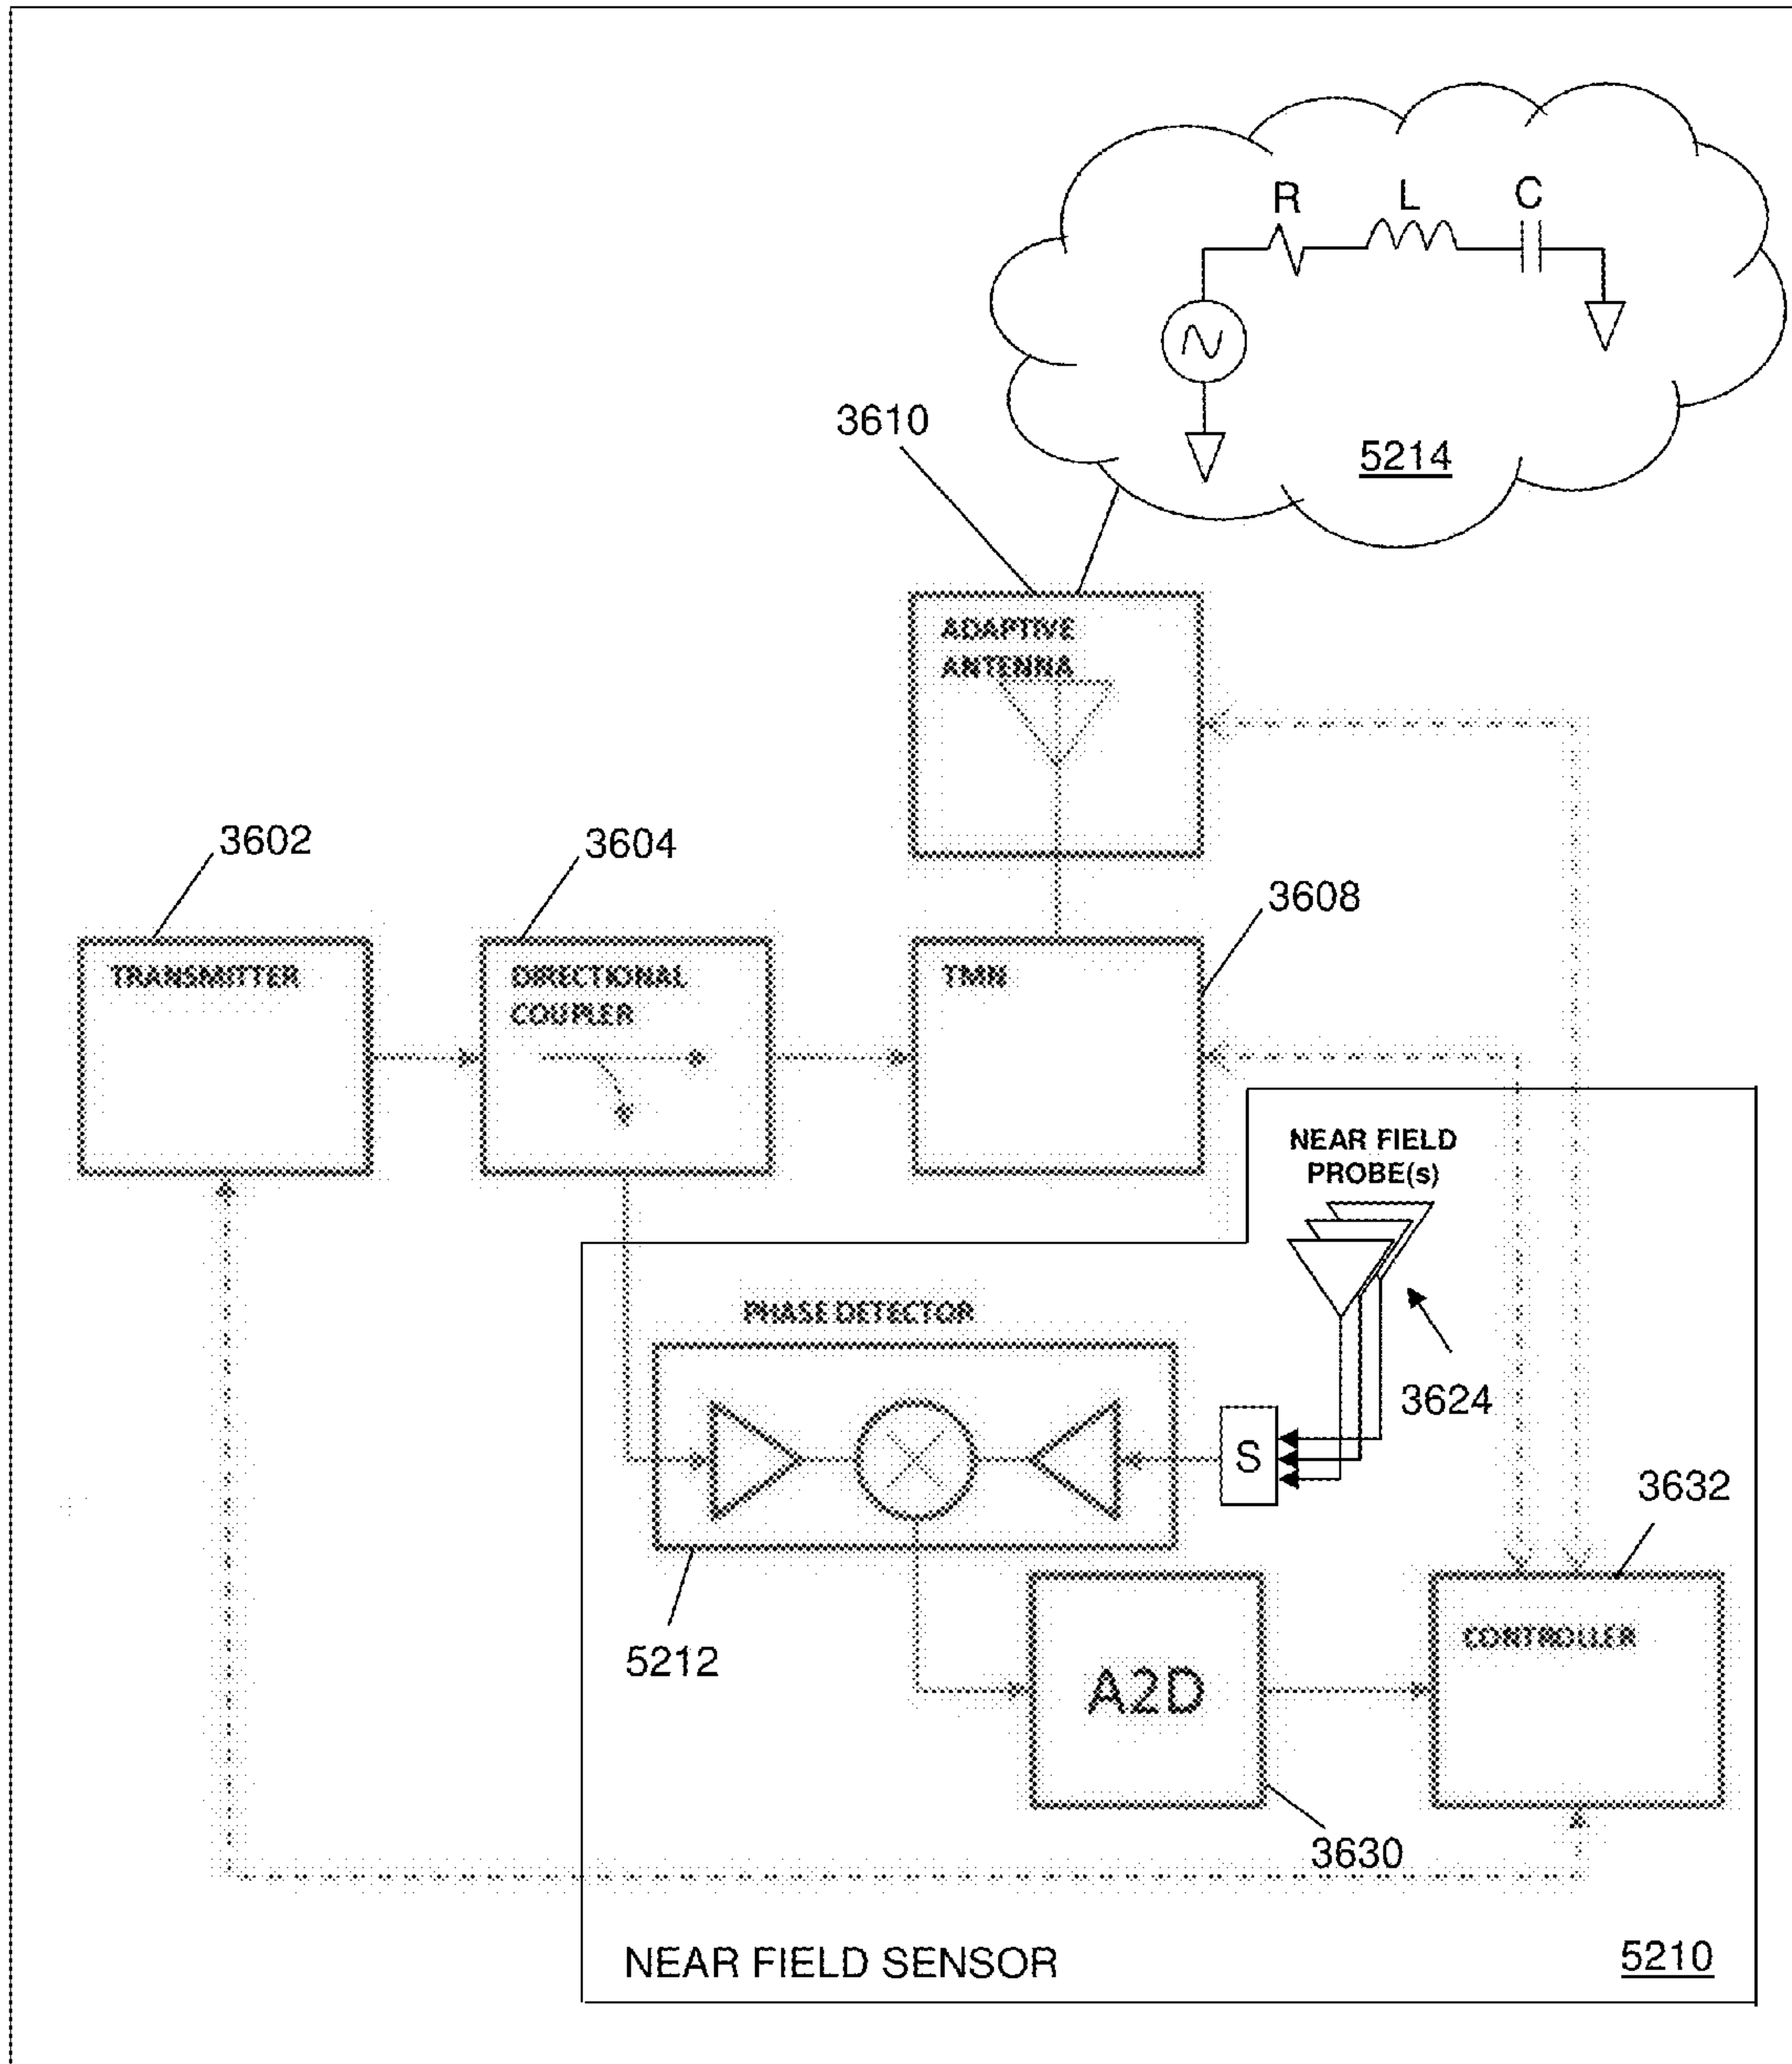 R
L
C
5214
3610
ADAPTIVE
ANTENNA
3602
3604
3608
TRANSMITTER
DIRECTIONAL
COUPLER
TMN
NEAR FIELD
PROBE(s)
PHASE DETECTOR
3624
S
3632
5212
A2D
CONTROLLER
3630
NEAR FIELD SENSOR
5210